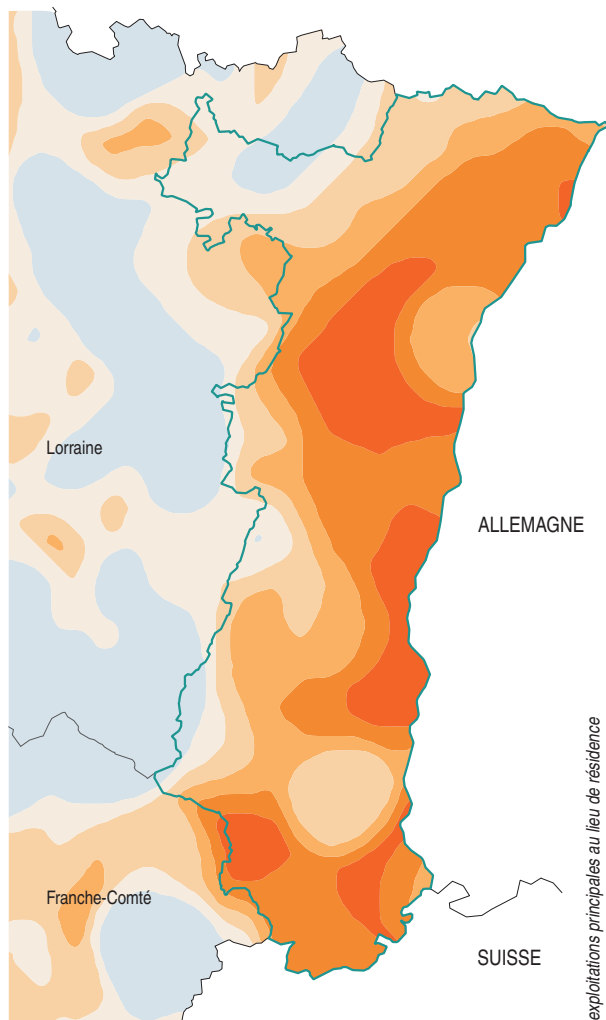 Lorraine
ALLEMAGNE
Franche-Comté
SUISSE
exploitations principales au lieu de résidence